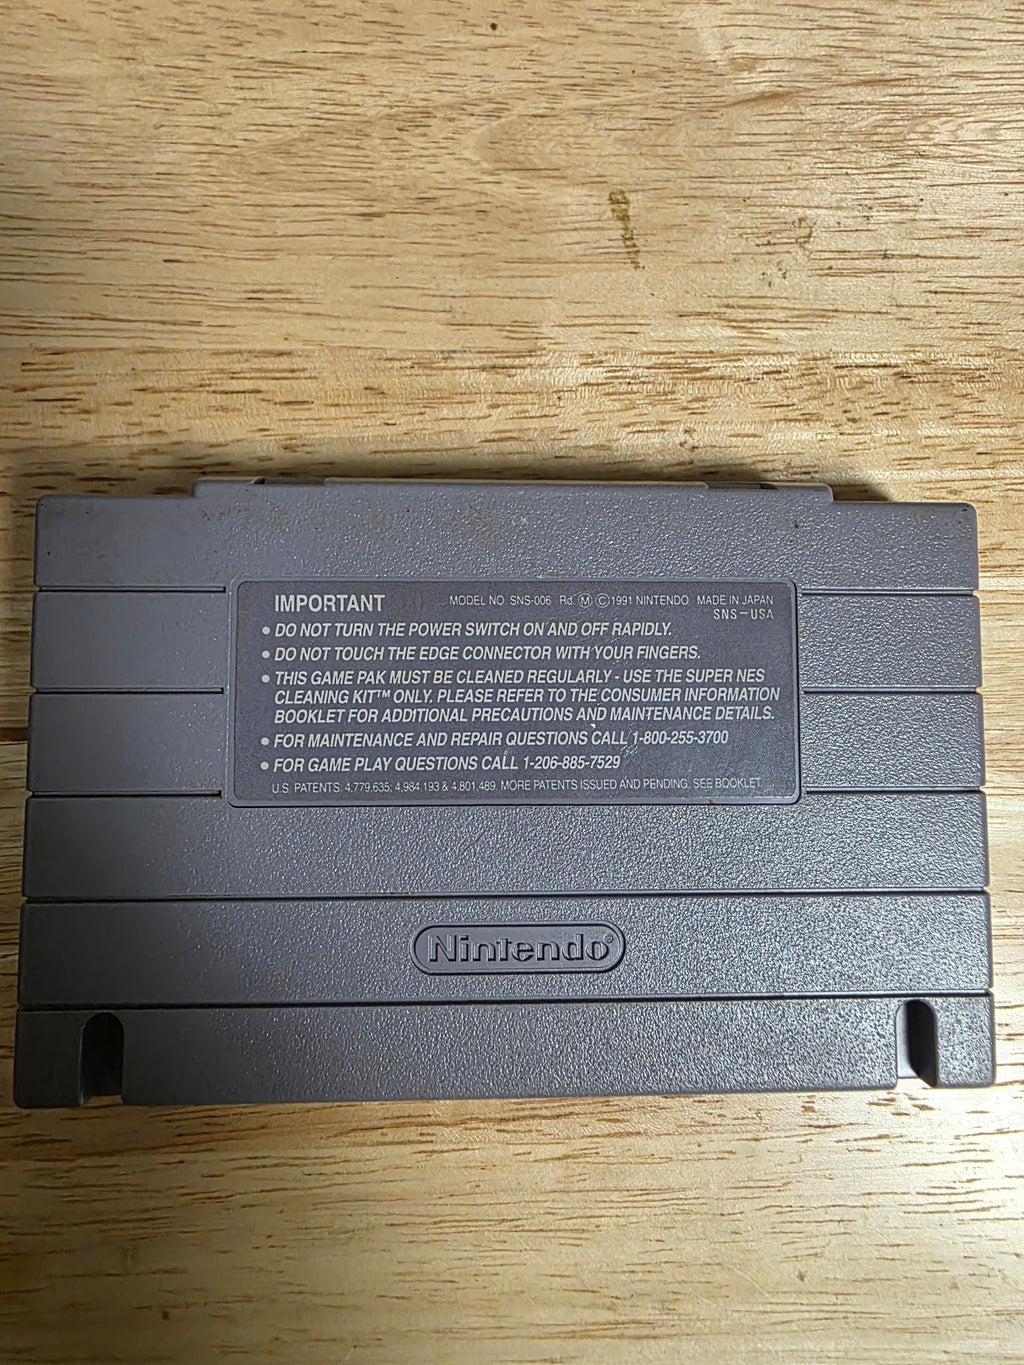 IMPORTANT MODEL NO. SNS-006 Rd. Ⓜ Ⓒ1991 NINTENDO MADE IN JAPAN
SNS-USA
● DO NOT TURN THE POWER SWITCH ON AND OFF RAPIDLY.
● DO NOT TOUCH THE EDGE CONNECTOR WITH YOUR FINGERS.
● THIS GAME PAK MUST BE CLEANED REGULARLY - USE THE SUPER NES
CLEANING KIT™ ONLY. PLEASE REFER TO THE CONSUMER INFORMATION
BOOKLET FOR ADDITIONAL PRECAUTIONS AND MAINTENANCE DETAILS.
● FOR MAINTENANCE AND REPAIR QUESTIONS CALL 1-800-255-3700
● FOR GAME PLAY QUESTIONS CALL 1-206-885-7529
U.S. PATENTS: 4,779,635; 4,984,193 & 4,801,489. MORE PATENTS ISSUED AND PENDING. SEE BOOKLET.
Nintendo®